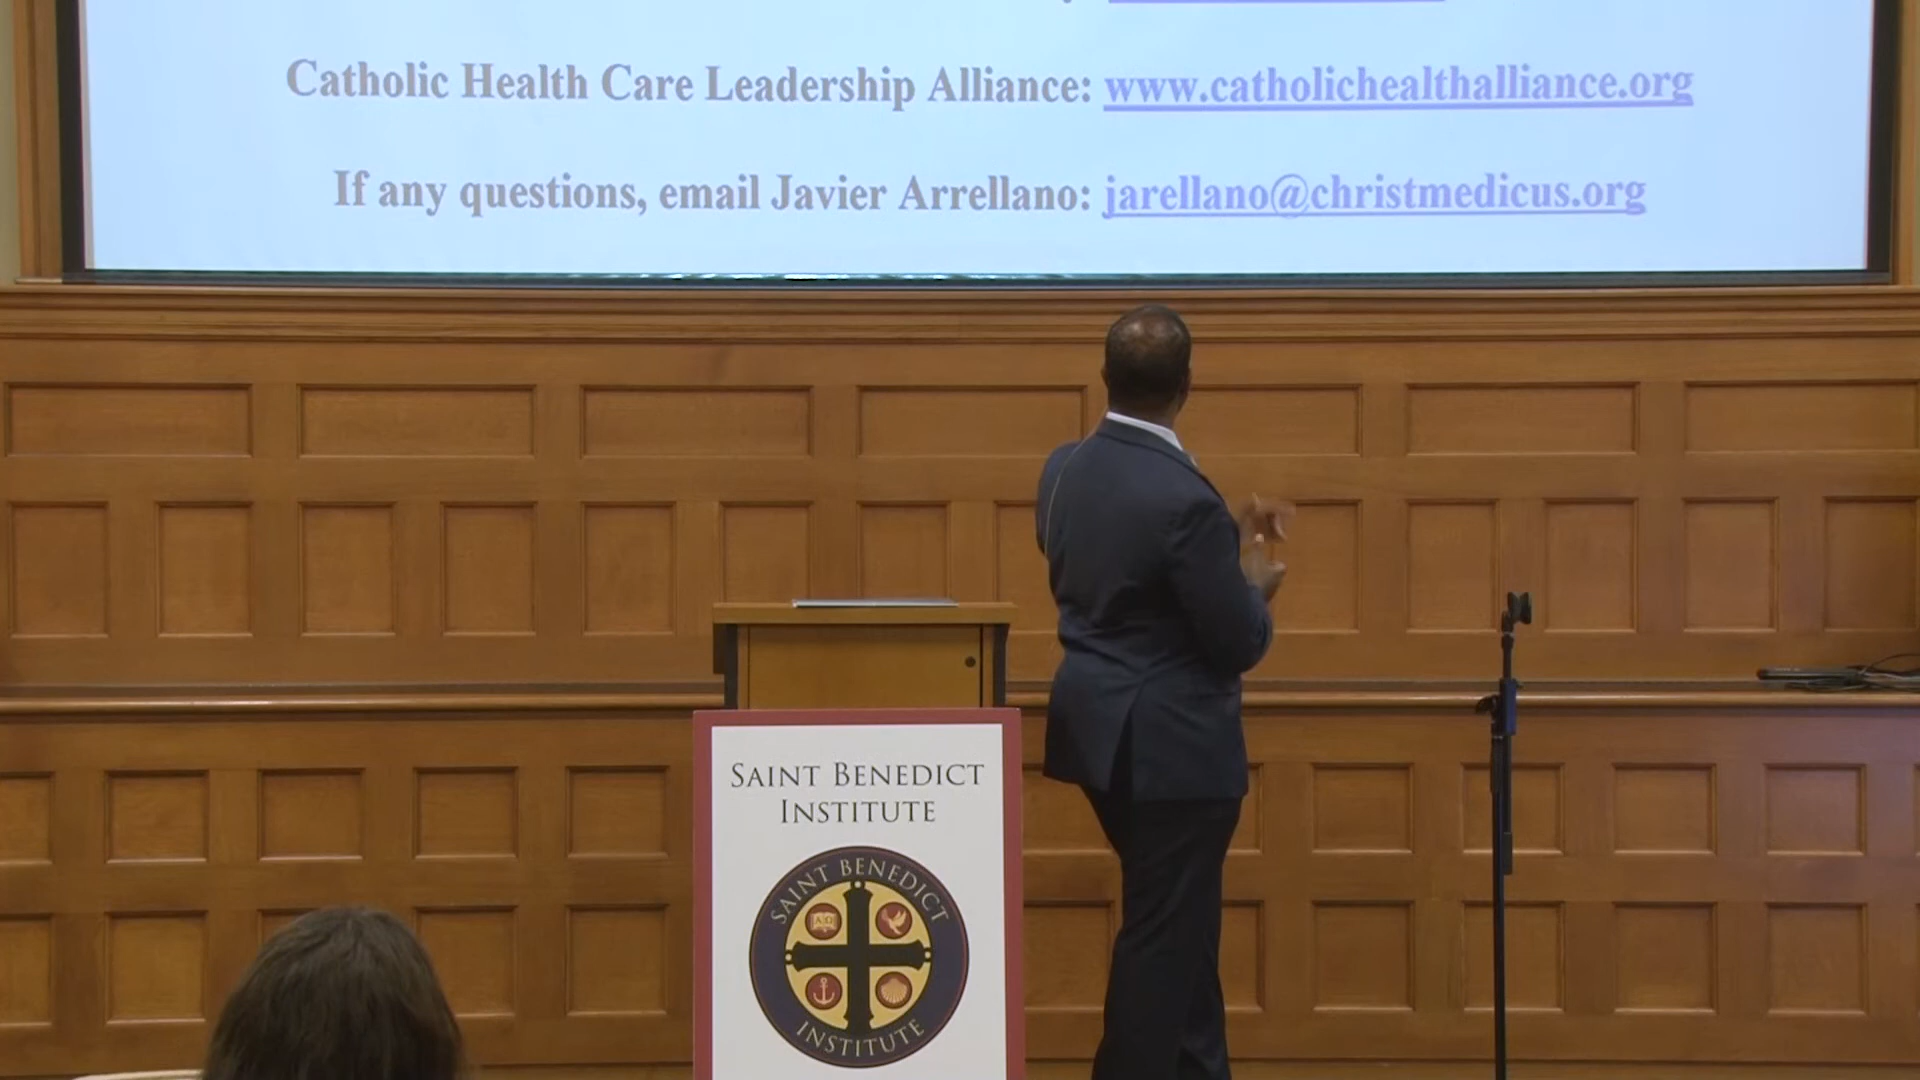 Catholic Health Care Leadership Alliance: www.catholichealthalliance.org
If any questions, email Javier Arrellano: jarellano@christmedicus.org
SAINT BENEDICT
INSTITUTE
SAINT BENEDICT
INSTITUTE